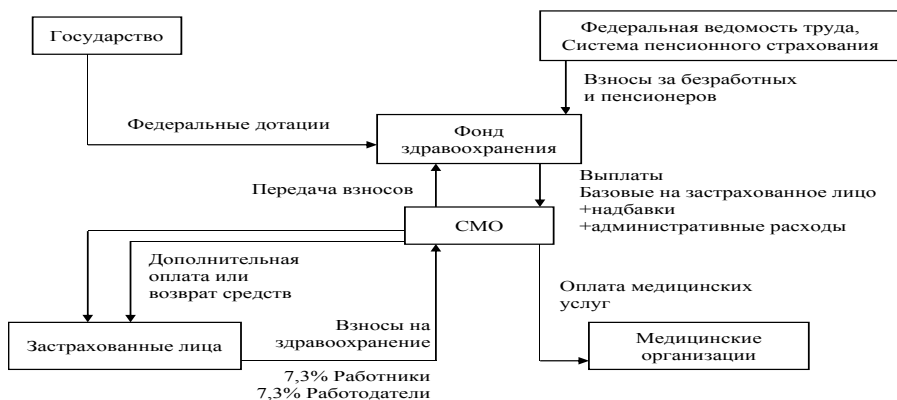 Государство
Федеральная ведомость труда,
Система пенсионного страхования
Взносы за безработных
и пенсионеров
Федеральные дотации
Фонд
здравоохранения
Передача взносов
Выплаты
Базовые на застрахованное лицо
+надбавки
+административные расходы
СМО
Дополнительная
оплата или
возврат средств
Оплата медицинских
услуг
Взносы на
здравоохранение
Застрахованные лица
Медицинские
организации
7,3% Работники
7,3% Работодатели